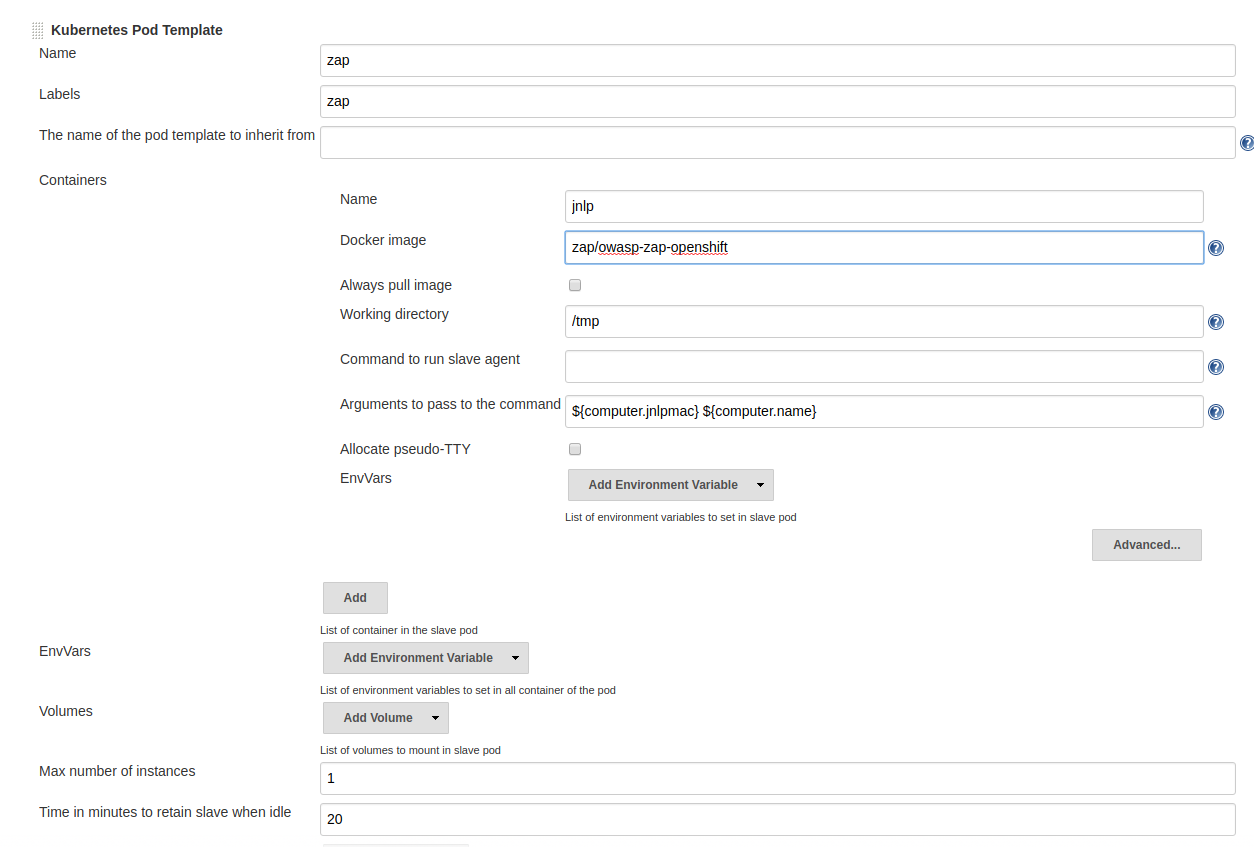 Kubernetes Pod Template
Name
zap
Labels
zap
The name of the pod template to inherit from
?
Containers
Name
jnlp
Docker image
zap/owasp-zap-openshift
?
Always pull image
Working directory
/tmp
?
Command to run slave agent
?
Arguments to pass to the command
${computer.jnlpmac} ${computer.name}
?
Allocate pseudo-TTY
EnvVars
Add Environment Variable
List of environment variables to set in slave pod
Advanced...
Add
List of container in the slave pod
EnvVars
Add Environment Variable
List of environment variables to set in all container of the pod
Volumes
Add Volume
List of volumes to mount in slave pod
Max number of instances
1
Time in minutes to retain slave when idle
20